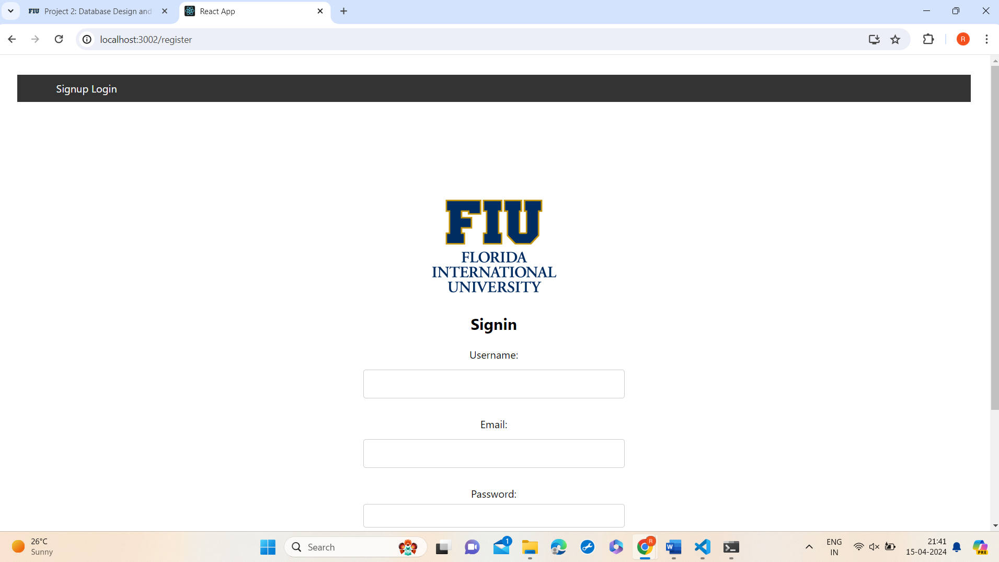 FIU Project 2: Database Design and
React App
localhost:3002/register
R
Signup Login
FIU
FLORIDA
INTERNATIONAL
UNIVERSITY
Signin
Username:
Email:
Password:
26°C
Sunny
Search
1
R
ENG
IN
21:41
15-04-2024
PRE